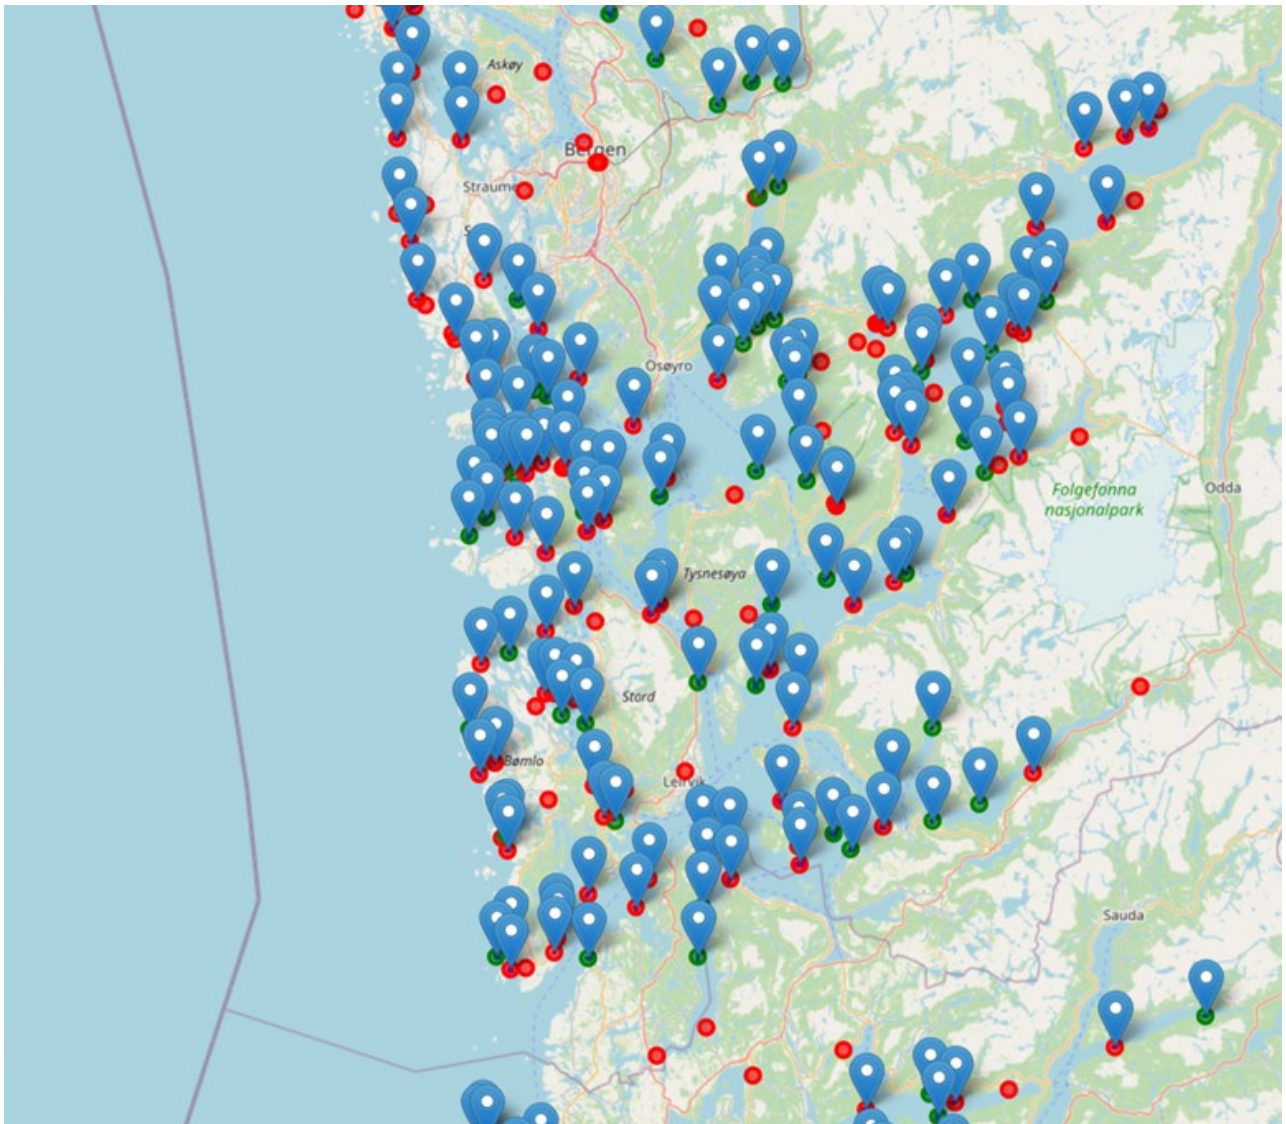 Askøy
Bergen
Straume
Osøyro
Folgefonna
nasjonalpark
Odda
Tysnesøya
Stord
Bømlo
Leirvik
Sauda